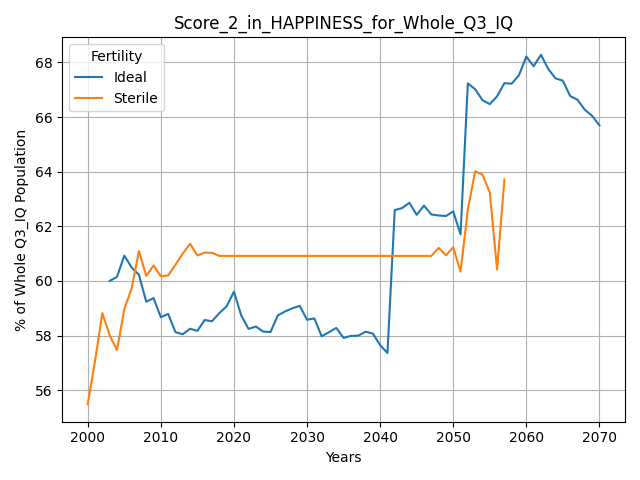 Score_2_in_HAPPINESS_for_Whole_Q3_IQ
Fertility
Ideal
Sterile
% of Whole Q3_IQ Population
68
66
64
62
60
58
56
2000 2010 2020 2030 2040 2050 2060 2070
Years